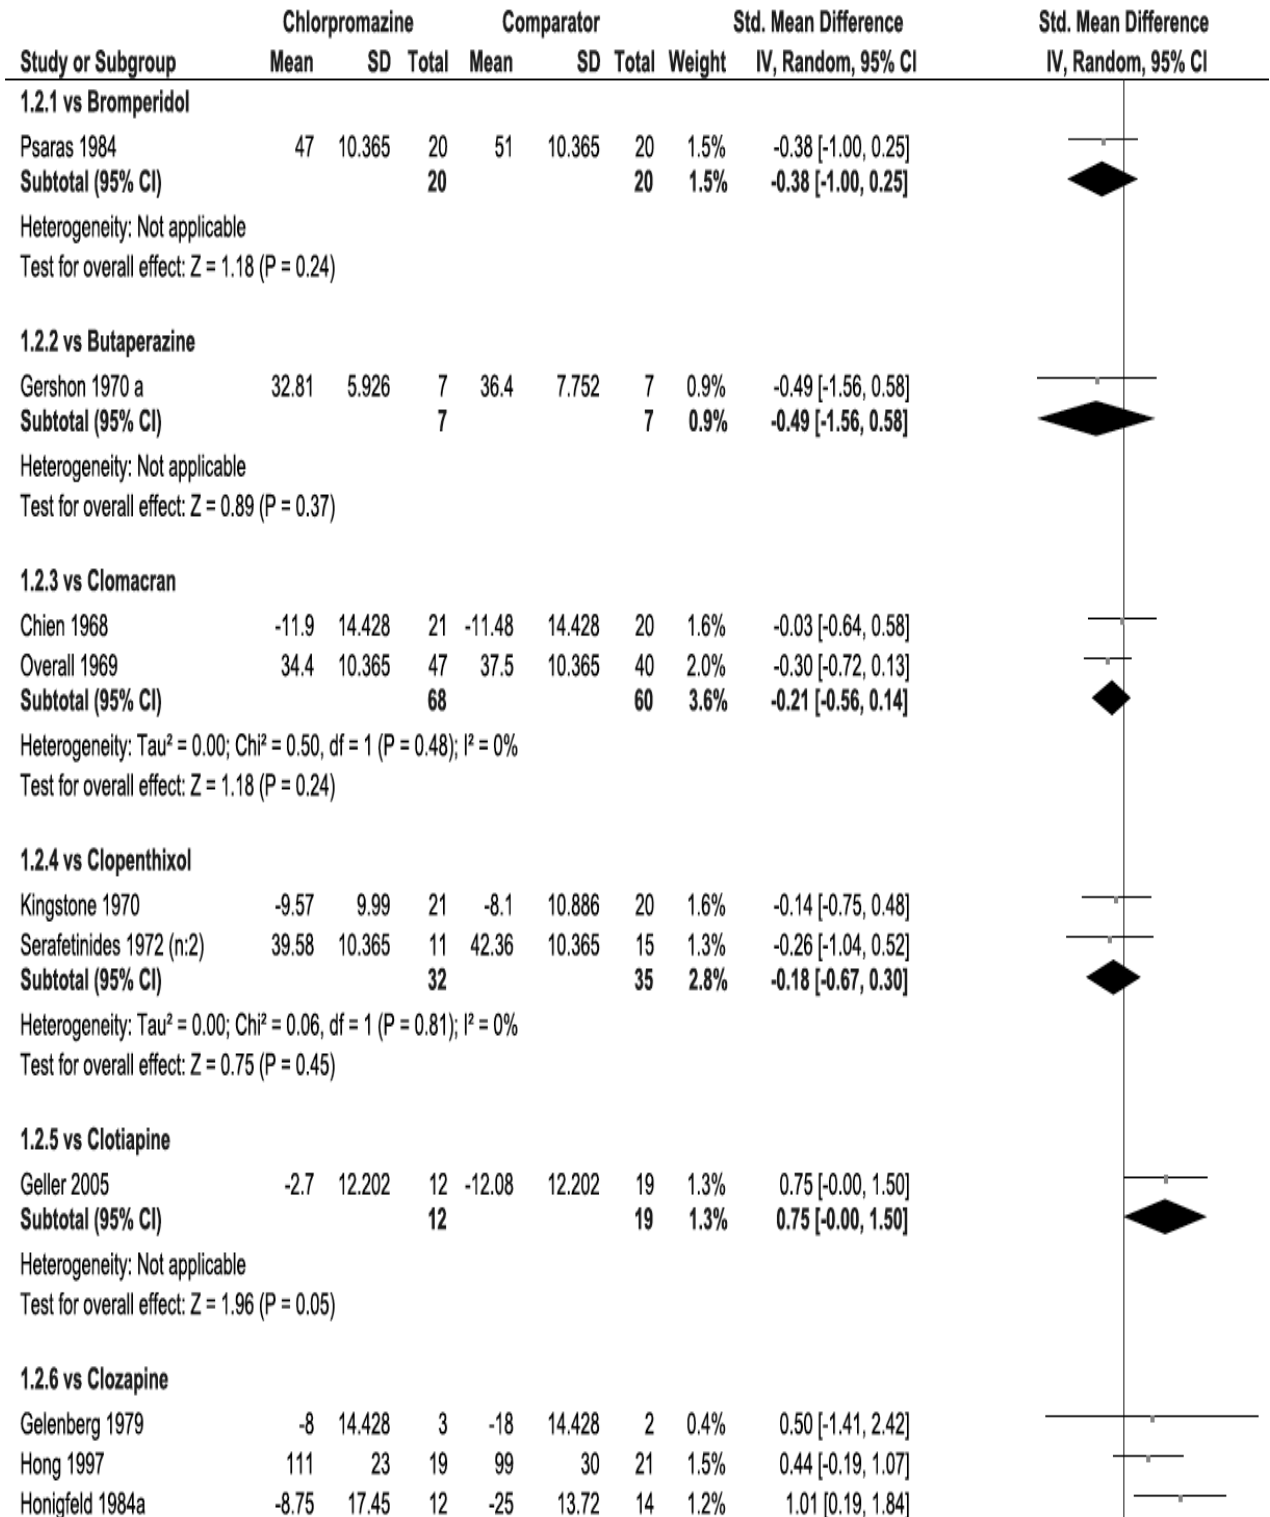 Chlorpromazine Comparator Std. Mean Difference Std. Mean Difference
Study or Subgroup Mean SD Total Mean SD Total Weight IV, Random, 95% CI IV, Random, 95% CI
1.2.1 vs Bromperidol
Psaras 1984 47 10.365 20 51 10.365 20 1.5% -0.38 [-1.00, 0.25]
Subtotal (95% CI) 20 20 1.5% -0.38 [-1.00, 0.25]
Heterogeneity: Not applicable
Test for overall effect: Z = 1.18 (P = 0.24)
1.2.2 vs Butaperazine
Gershon 1970 a 32.81 5.926 7 36.4 7.752 7 0.9% -0.49 [-1.56, 0.58]
Subtotal (95% CI) 7 7 0.9% -0.49 [-1.56, 0.58]
Heterogeneity: Not applicable
Test for overall effect: Z = 0.89 (P = 0.37)
1.2.3 vs Clomacran
Chien 1968 -11.9 14.428 21 -11.48 14.428 20 1.6% -0.03 [-0.64, 0.58]
Overall 1969 34.4 10.365 47 37.5 10.365 40 2.0% -0.30 [-0.72, 0.13]
Subtotal (95% CI) 68 60 3.6% -0.21 [-0.56, 0.14]
Heterogeneity: Tau² = 0.00; Chi² = 0.50, df = 1 (P = 0.48); I² = 0%
Test for overall effect: Z = 1.18 (P = 0.24)
1.2.4 vs Clopenthixol
Kingstone 1970 -9.57 9.99 21 -8.1 10.886 20 1.6% -0.14 [-0.75, 0.48]
Serafetinides 1972 (n:2) 39.58 10.365 11 42.36 10.365 15 1.3% -0.26 [-1.04, 0.52]
Subtotal (95% CI) 32 35 2.8% -0.18 [-0.67, 0.30]
Heterogeneity: Tau² = 0.00; Chi² = 0.06, df = 1 (P = 0.81); I² = 0%
Test for overall effect: Z = 0.75 (P = 0.45)
1.2.5 vs Clotiapine
Geller 2005 -2.7 12.202 12 -12.08 12.202 19 1.3% 0.75 [-0.00, 1.50]
Subtotal (95% CI) 12 19 1.3% 0.75 [-0.00, 1.50]
Heterogeneity: Not applicable
Test for overall effect: Z = 1.96 (P = 0.05)
1.2.6 vs Clozapine
Gelenberg 1979 -8 14.428 3 -18 14.428 2 0.4% 0.50 [-1.41, 2.42]
Hong 1997 111 23 19 99 30 21 1.5% 0.44 [-0.19, 1.07]
Honigfeld 1984a -8.75 17.45 12 -25 13.72 14 1.2% 1.01 [0.19, 1.84]